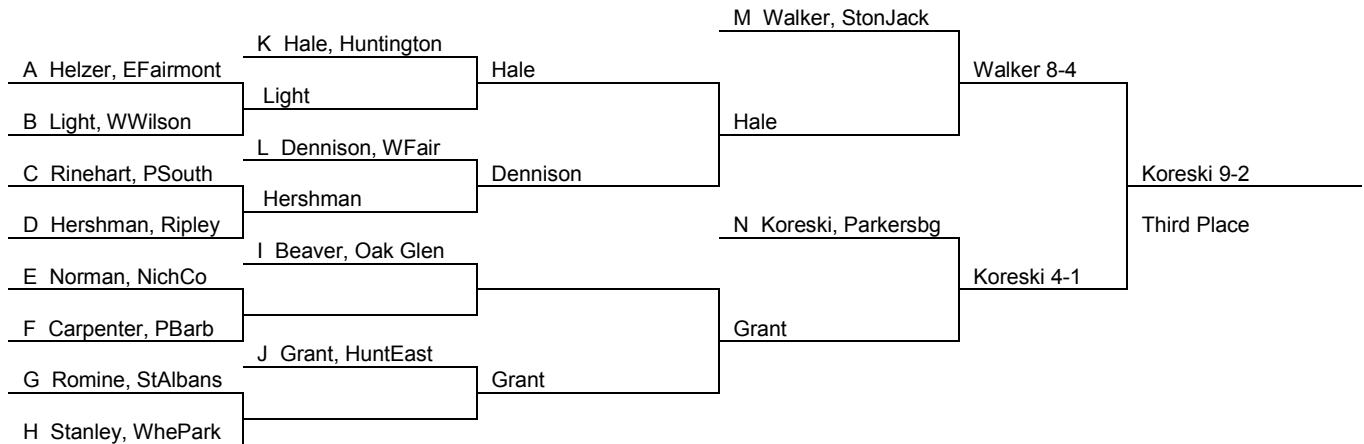 M Walker, StonJack
K Hale, Huntington
A Helzer, EFairmont
Hale
Walker 8-4
Light
B Light, WWilson
Hale
L Dennison, WFair
C Rinehart, PSouth
Dennison
Koreski 9-2
Hershman
D Hershman, Ripley
N Koreski, Parkersbg
Third Place
I Beaver, Oak Glen
E Norman, NichCo
Koreski 4-1
F Carpenter, PBarb
Grant
J Grant, HuntEast
G Romine, StAlbans
Grant
H Stanley, WhePark